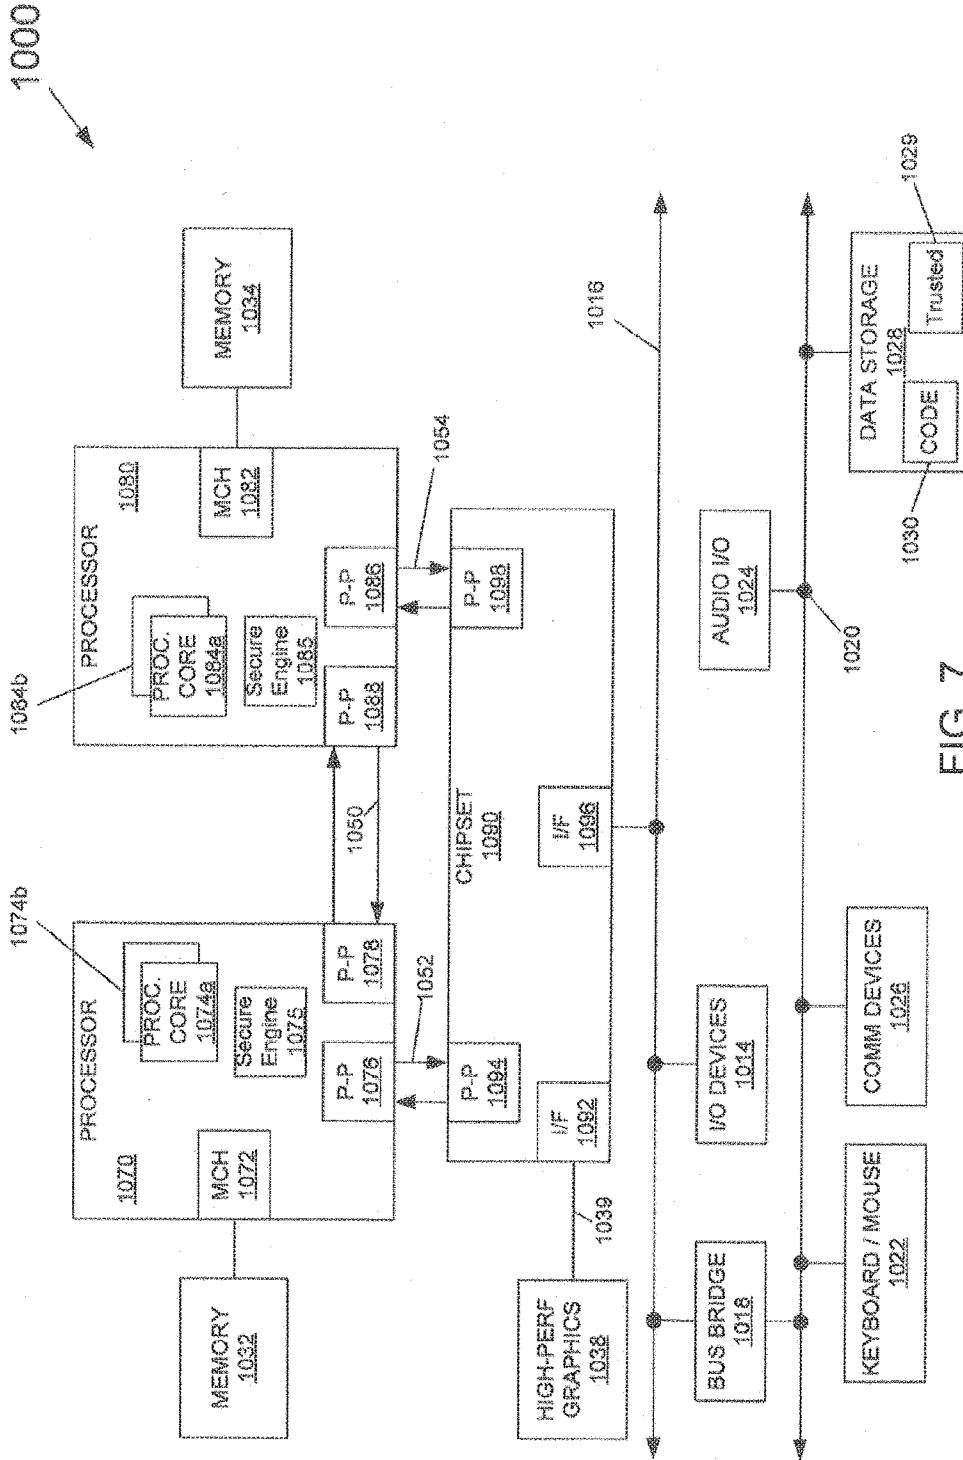 1000
1074b
1084b
PROCESSOR
1070
PROC.
CORE
1074a
Secure
Engine
1075
MCH
1072
P-P
1076
P-P
1078
PROCESSOR
1080
PROC.
CORE
1084a
Secure
Engine
1085
P-P
1088
P-P
1086
MCH
1082
MEMORY
1032
MEMORY
1034
1050
1052
1054
P-P
1094
P-P
1098
CHIPSET
1090
I/F
1092
I/F
1096
HIGH-PERF
GRAPHICS
1038
1039
1016
BUS BRIDGE
1018
I/O DEVICES
1014
AUDIO I/O
1024
1020
KEYBOARD / MOUSE
1022
COMM DEVICES
1026
DATA STORAGE
1028
CODE
Trusted
1030
1029
FIG. 7